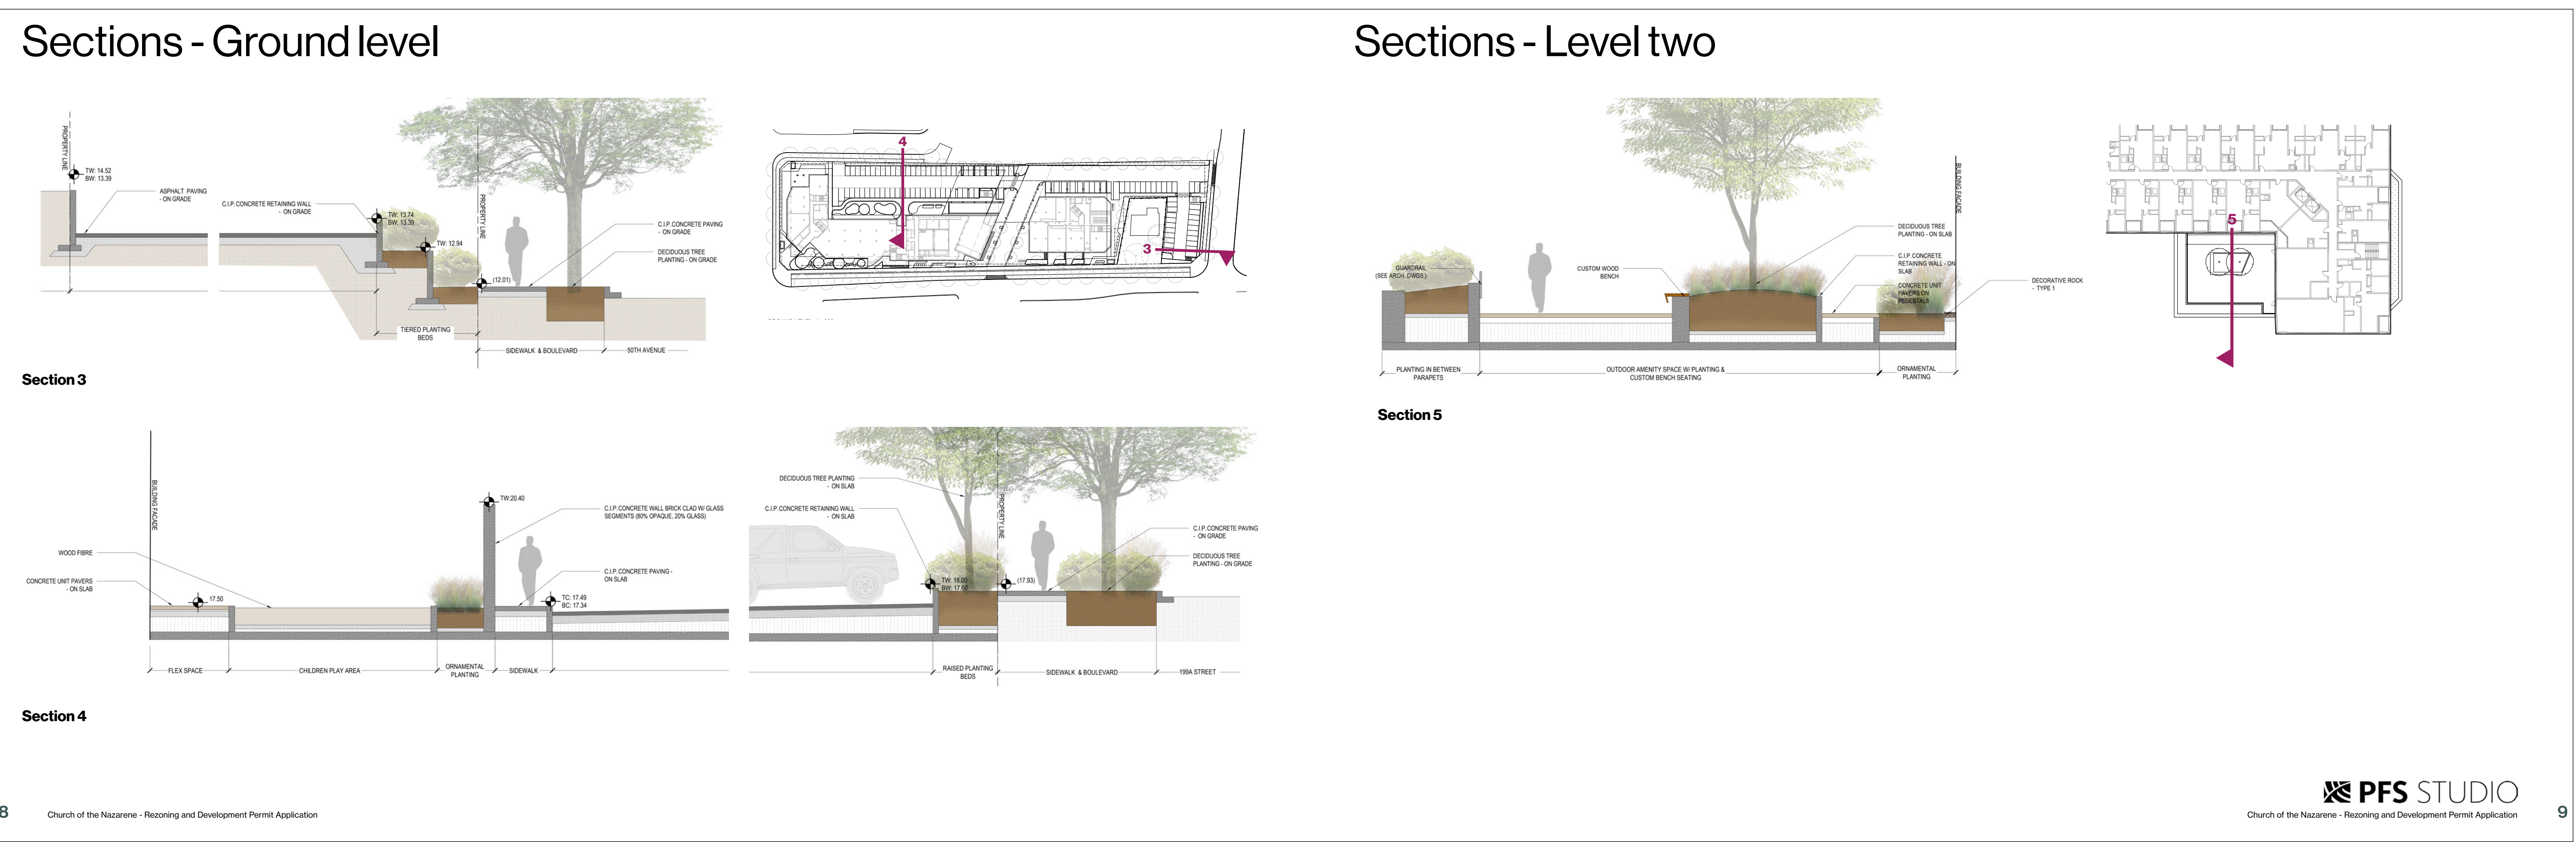 Sections - Ground level
PROPERTY LINE
TW: 14.52
BW: 13.39
ASPHALT PAVING
- ON GRADE
C.I.P. CONCRETE RETAINING WALL
- ON GRADE
TW: 13.74
BW: 13.39
TW: 12.94
PROPERTY LINE
(12.01)
C.I.P. CONCRETE PAVING
- ON GRADE
DECIDUOUS TREE
PLANTING - ON GRADE
TIERED PLANTING
BEDS
SIDEWALK & BOULEVARD
50TH AVENUE
4
3
Section 3
BUILDING FACADE
TW:20.40
C.I.P. CONCRETE WALL BRICK CLAD W/ GLASS
SEGMENTS (80% OPAQUE, 20% GLASS)
WOOD FIBRE
CONCRETE UNIT PAVERS
- ON SLAB
17.50
C.I.P. CONCRETE PAVING -
ON SLAB
TC: 17.49
BC: 17.34
FLEX SPACE
CHILDREN PLAY AREA
ORNAMENTAL
PLANTING
SIDEWALK
DECIDUOUS TREE PLANTING
- ON SLAB
C.I.P. CONCRETE RETAINING WALL
- ON SLAB
PROPERTY LINE
TW: 18.00
BW:
(17.93)
C.I.P. CONCRETE PAVING
- ON GRADE
DECIDUOUS TREE
PLANTING - ON GRADE
RAISED PLANTING
BEDS
SIDEWALK & BOULEVARD
199A STREET
Section 4
8
Church of the Nazarene - Rezoning and Development Permit Application
Sections - Level two
BUILDING FACADE
GUARDRAIL
(SEE ARCH. DWGS.)
CUSTOM WOOD
BENCH
DECIDUOUS TREE
PLANTING - ON SLAB
C.I.P. CONCRETE
RETAINING WALL - ON
SLAB
CONCRETE UNIT
PAVERS ON
PEDESTALS
DECORATIVE ROCK
- TYPE 1
PLANTING IN BETWEEN
PARAPETS
OUTDOOR AMENITY SPACE W/ PLANTING &
CUSTOM BENCH SEATING
ORNAMENTAL
PLANTING
5
Section 5
PFS STUDIO
Church of the Nazarene - Rezoning and Development Permit Application
9